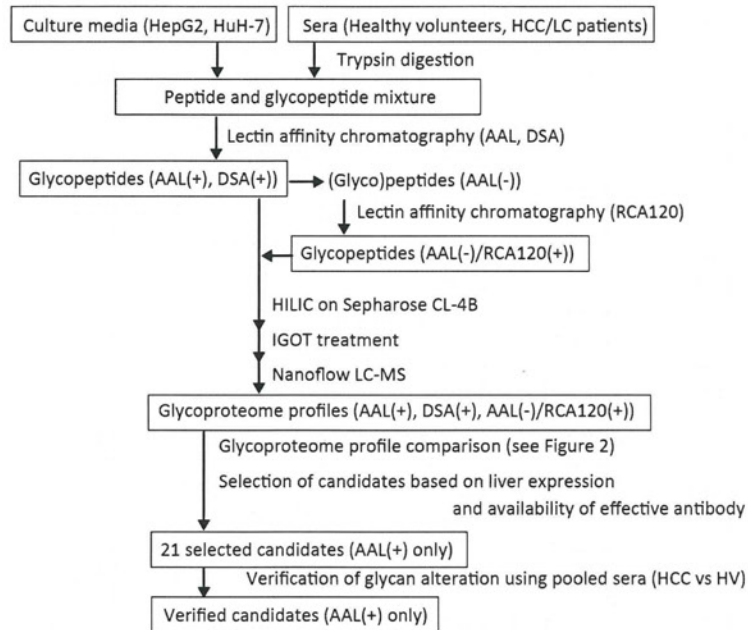 Culture media (HepG2, HuH-7)
Sera (Healthy volunteers, HCC/LC patients)
Trypsin digestion
Peptide and glycopeptide mixture
Lectin affinity chromatography (AAL, DSA)
Glycopeptides (AAL(+), DSA(+))
(Glyco)peptides (AAL(-))
Lectin affinity chromatography (RCA120)
Glycopeptides (AAL(-)/RCA120(+))
HILIC on Sepharose CL-4B
IGOT treatment
Nanoflow LC-MS
Glycoproteome profiles (AAL(+), DSA(+), AAL(-)/RCA120(+))
Glycoproteome profile comparison (see Figure 2)
Selection of candidates based on liver expression
and availability of effective antibody
21 selected candidates (AAL(+) only)
Verification of glycan alteration using pooled sera (HCC vs HV)
Verified candidates (AAL(+) only)